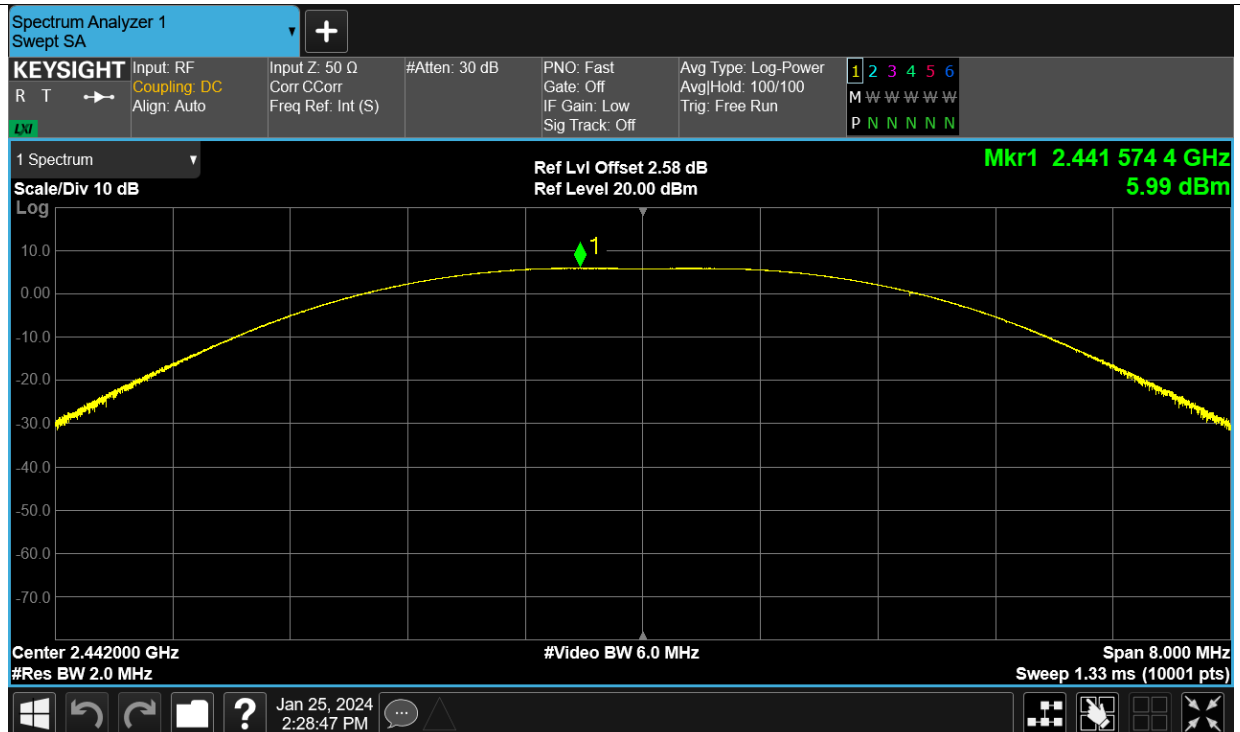 Spectrum Analyzer 1
Swept SA
+
KEYSIGHT
R T
LXI
Input: RF
Coupling: DC
Align: Auto
Input Z: 50 Ω
Corr CCorr
Freq Ref: Int (S)
#Atten: 30 dB
PNO: Fast
Gate: Off
IF Gain: Low
Sig Track: Off
Avg Type: Log-Power
Avg|Hold: 100/100
Trig: Free Run
1 2 3 4 5 6
M W W W W W
P N N N N N
1 Spectrum
Scale/Div 10 dB
Log
Ref Lvl Offset 2.58 dB
Ref Level 20.00 dBm
Mkr1 2.441 574 4 GHz
5.99 dBm
1
10.0
0.00
-10.0
-20.0
-30.0
-40.0
-50.0
-60.0
-70.0
Center 2.442000 GHz
#Res BW 2.0 MHz
#Video BW 6.0 MHz
Span 8.000 MHz
Sweep 1.33 ms (10001 pts)
?
Jan 25, 2024
2:28:47 PM